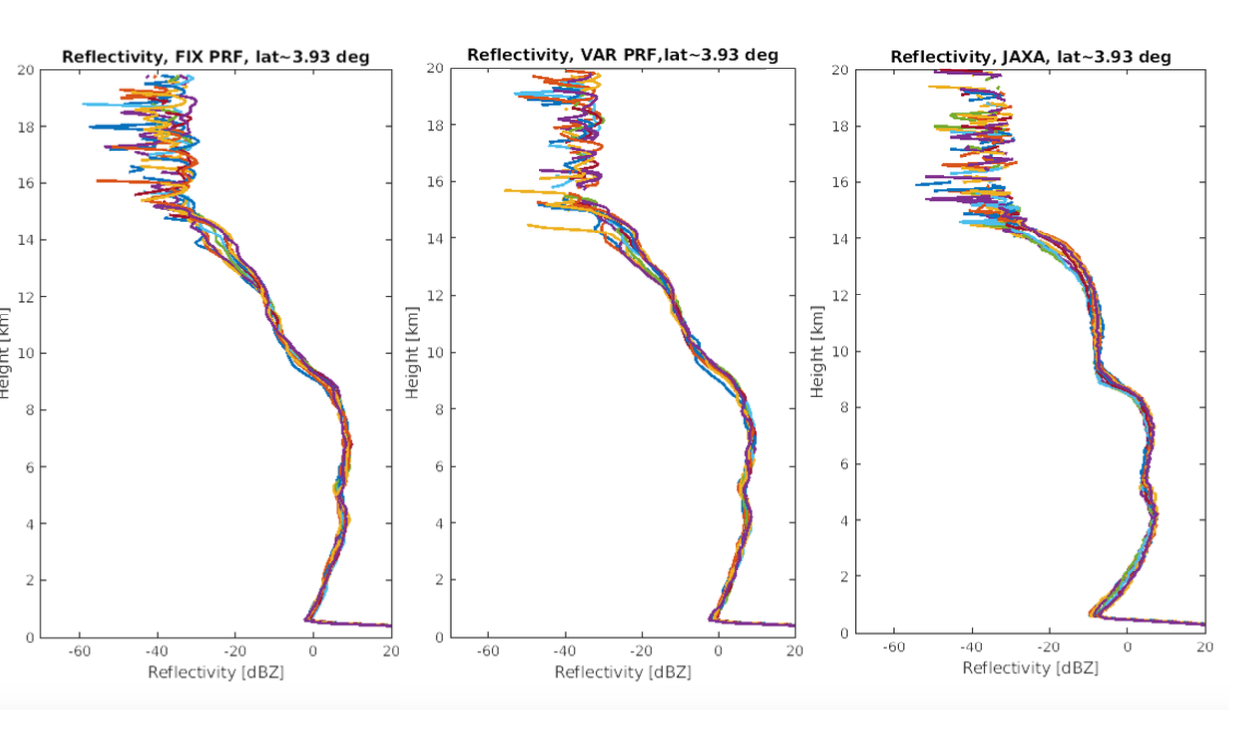 Reflectivity, FIX PRF, lat~3.93 deg
20
18
16
14
12
10
8
6
4
2
0
Height [km]
-60 -40 -20 0 20
Reflectivity [dBZ]
Reflectivity, VAR PRF,lat~3.93 deg
20
18
16
14
12
10
8
6
4
2
0
Height [km]
-60 -40 -20 0 20
Reflectivity [dBZ]
Reflectivity, JAXA, lat~3.93 deg
20
18
16
14
12
10
8
6
4
2
0
Height [km]
-60 -40 -20 0 20
Reflectivity [dBZ]